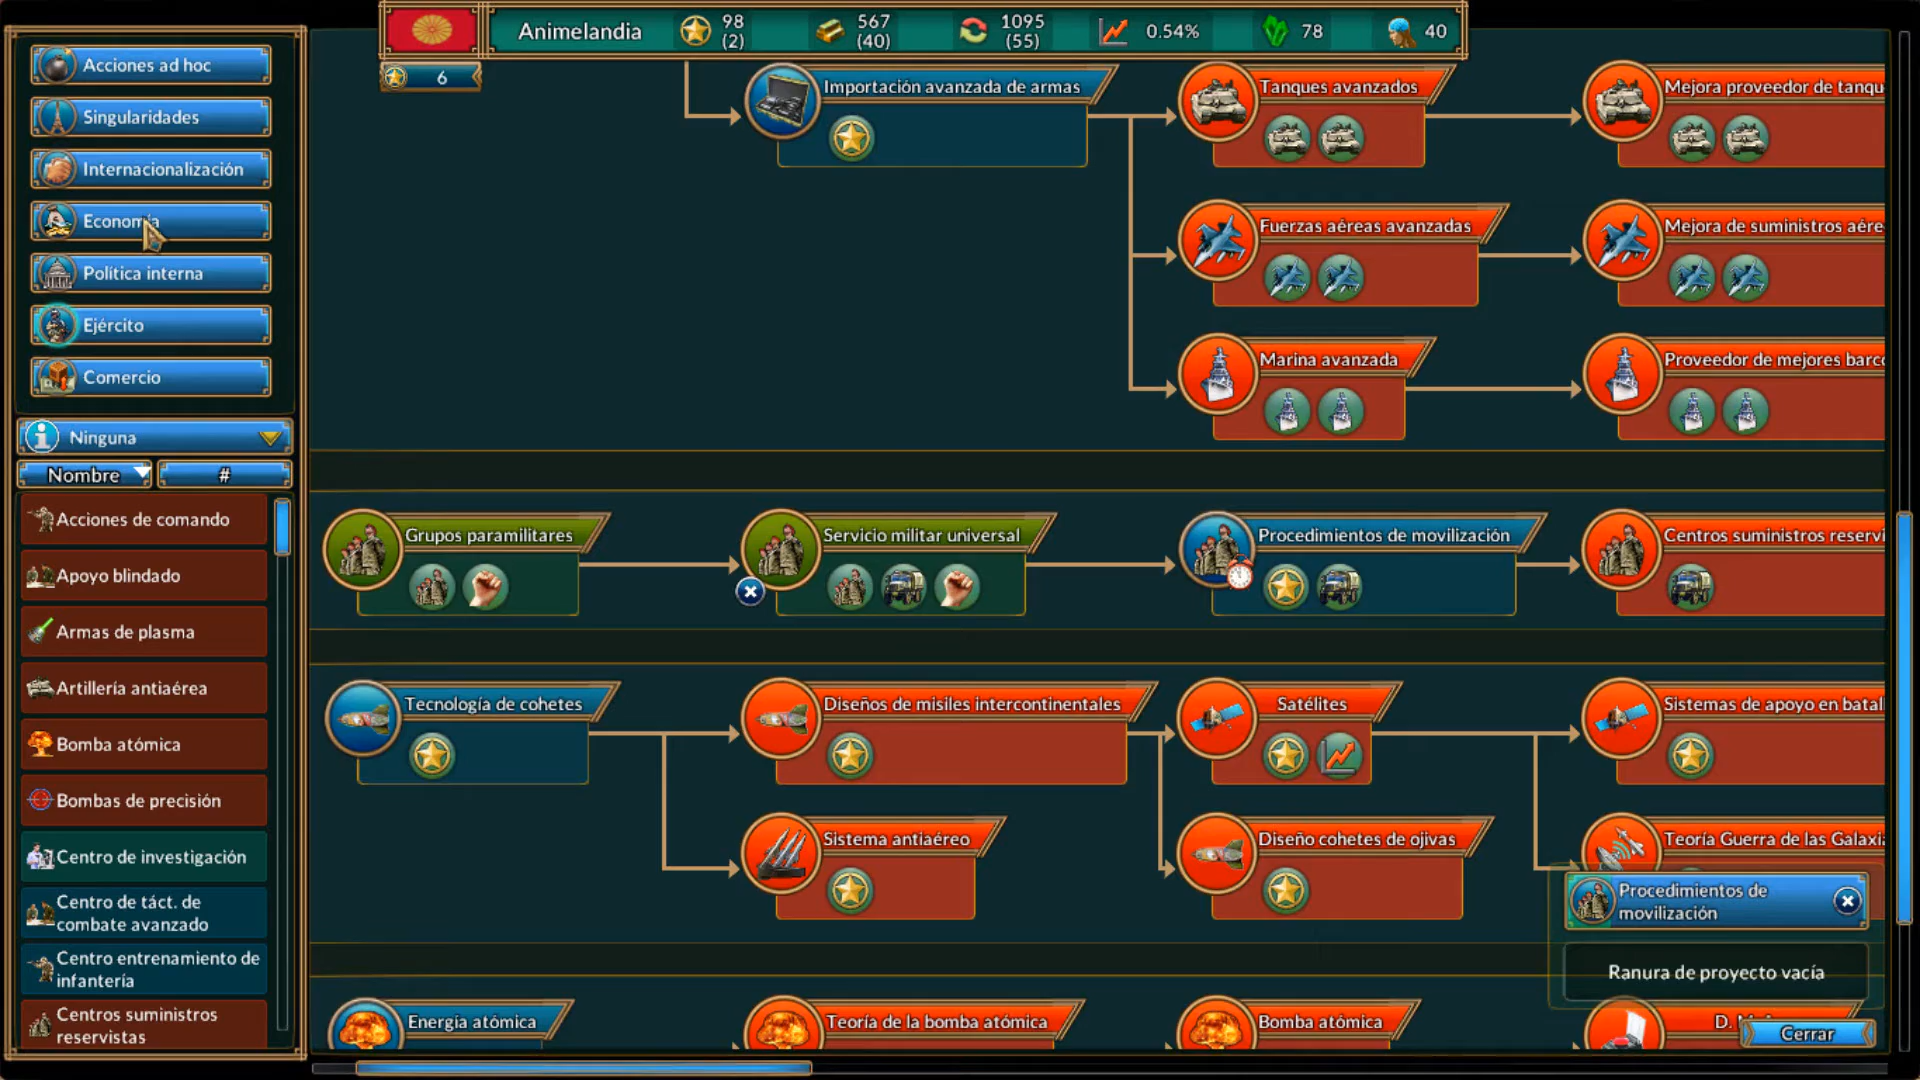 Animelandia
98
(2)
567
(40)
1095
(55)
0.54%
78
40
6
Acciones ad hoc
Singularidades
Internacionalización
Economía
Política interna
Ejército
Comercio
Ninguna
Nombre
#
Acciones de comando
Apoyo blindado
Armas de plasma
Artillería antiaérea
Bomba atómica
Bombas de precisión
Centro de investigación
Centro de táct. de
combate avanzado
Centro entrenamiento de
infantería
Centros suministros
reservistas
Importación avanzada de armas
Tanques avanzados
Mejora proveedor de tanqu
Fuerzas aéreas avanzadas
Mejora de suministros aére
Marina avanzada
Proveedor de mejores barco
Grupos paramilitares
Servicio militar universal
Procedimientos de movilización
Centros suministros reservi
Tecnología de cohetes
Diseños de misiles intercontinentales
Satélites
Sistemas de apoyo en batal
Sistema antiaéreo
Diseño cohetes de ojivas
Teoría Guerra de las Galaxi
Procedimientos de
movilización
Ranura de proyecto vacía
Energía atómica
Teoría de la bomba atómica
Bomba atómica
Cerrar